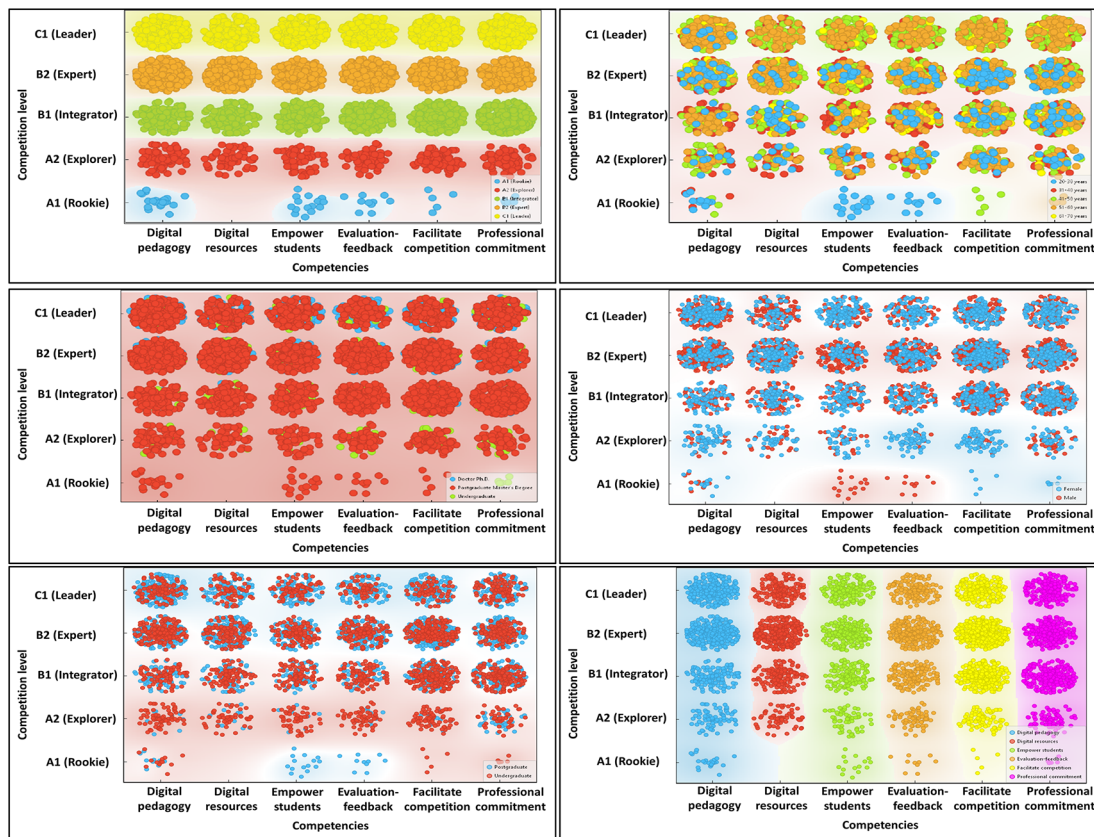 Competition level
C1 (Leader)
B2 (Expert)
B1 (Integrator)
A2 (Explorer)
A1 (Rookie)
A1 (Rookie)
A2 (Explorer)
B1 (Integrator)
B2 (Expert)
C1 (Leader)
Digital pedagogy
Digital resources
Empower students
Evaluation-feedback
Facilitate competition
Professional commitment
Competencies
Competition level
C1 (Leader)
B2 (Expert)
B1 (Integrator)
A2 (Explorer)
A1 (Rookie)
20-30 years
31-40 years
41-50 years
51-60 years
61-70 years
Digital pedagogy
Digital resources
Empower students
Evaluation-feedback
Facilitate competition
Professional commitment
Competencies
Competition level
C1 (Leader)
B2 (Expert)
B1 (Integrator)
A2 (Explorer)
A1 (Rookie)
Doctor Ph.D.
Postgraduate Master's Degree
Undergraduate
Digital pedagogy
Digital resources
Empower students
Evaluation-feedback
Facilitate competition
Professional commitment
Competencies
Competition level
C1 (Leader)
B2 (Expert)
B1 (Integrator)
A2 (Explorer)
A1 (Rookie)
Female
Male
Digital pedagogy
Digital resources
Empower students
Evaluation-feedback
Facilitate competition
Professional commitment
Competencies
Competition level
C1 (Leader)
B2 (Expert)
B1 (Integrator)
A2 (Explorer)
A1 (Rookie)
Postgraduate
Undergraduate
Digital pedagogy
Digital resources
Empower students
Evaluation-feedback
Facilitate competition
Professional commitment
Competencies
Competition level
C1 (Leader)
B2 (Expert)
B1 (Integrator)
A2 (Explorer)
A1 (Rookie)
Digital pedagogy
Digital resources
Empower students
Evaluation-feedback
Facilitate competition
Professional commitment
Digital pedagogy
Digital resources
Empower students
Evaluation-feedback
Facilitate competition
Professional commitment
Competencies